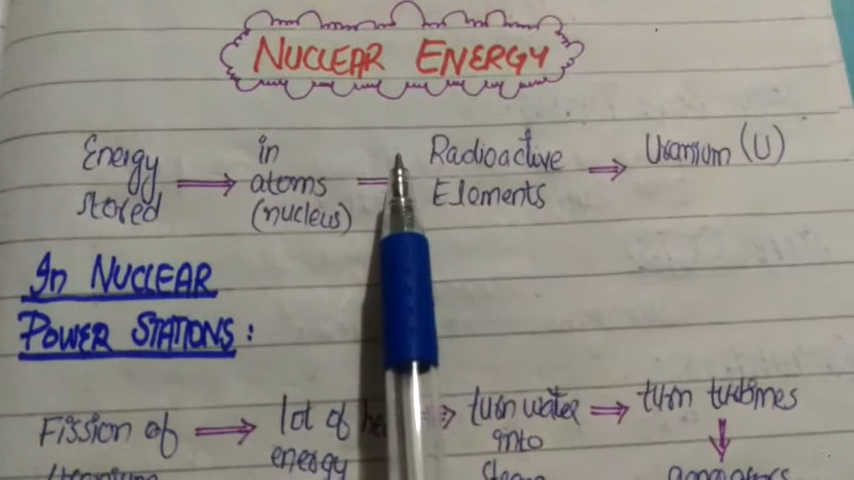 NUCLEAR ENERGY
Energy stored → in atoms (nucleus) → Radioactive Elements → Uranium (U)
In NUCLEAR
POWER STATIONS:
Fission of → lot of energy → turn water into → turn turbines
↓